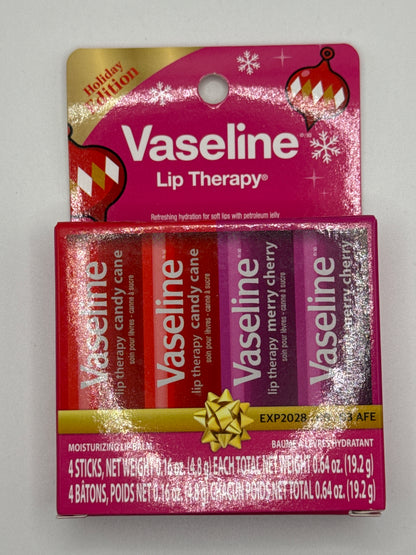 Holiday
Edition
Vaseline
Lip Therapy®
Refreshing hydration for soft lips with petroleum jelly
Vaseline
lip therapy candy cane
soin pour lèvres - canne à sucre
Vaseline
lip therapy candy cane
soin pour lèvres - canne à sucre
Vaseline
lip therapy merry cherry
soin pour lèvres - canne à sucre
Vaseline
merry cherry
EXP2028 AFE
MOISTURIZING LIP BALM
BAUME À LÈVRES HYDRATANT
4 STICKS, NET WEIGHT 0.16 oz. (4.8 g) EACH TOTAL NET WEIGHT 0.64 oz. (19.2 g)
4 BÂTONS, POIDS NET 0.16 oz. (4.8 g) CHACUN POIDS NET TOTAL 0.64 oz. (19.2 g)